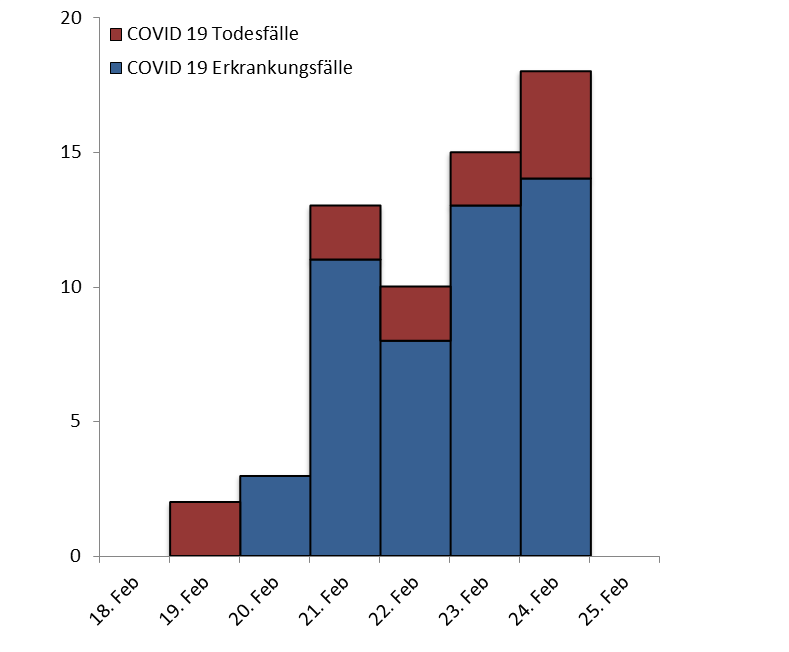 20
COVID 19 Todesfälle
COVID 19 Erkrankungsfälle
15
10
5
0
18. Feb
19. Feb
20. Feb
21. Feb
22. Feb
23. Feb
24. Feb
25. Feb